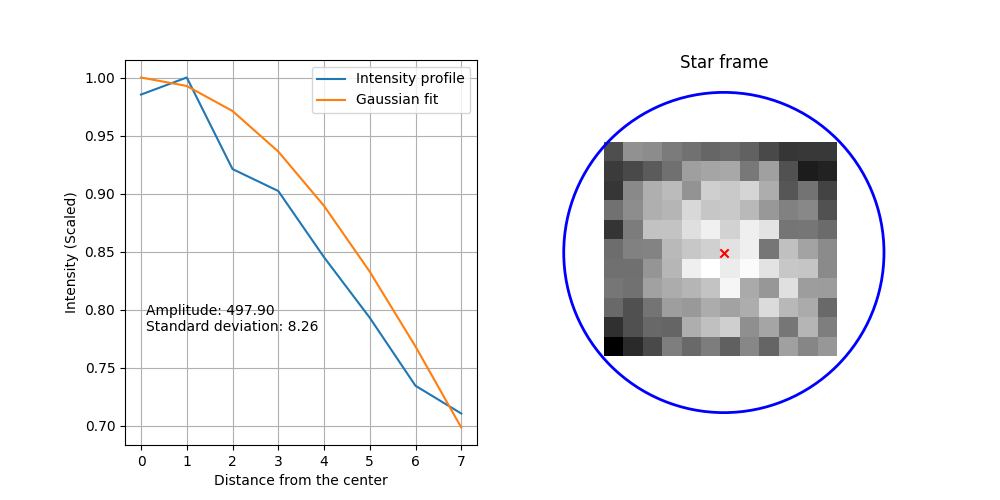 Star frame
Intensity profile
Gaussian fit
1.00
0.95
0.90
0.85
0.80
0.75
0.70
Intensity (Scaled)
Amplitude: 497.90
Standard deviation: 8.26
0 1 2 3 4 5 6 7
Distance from the center